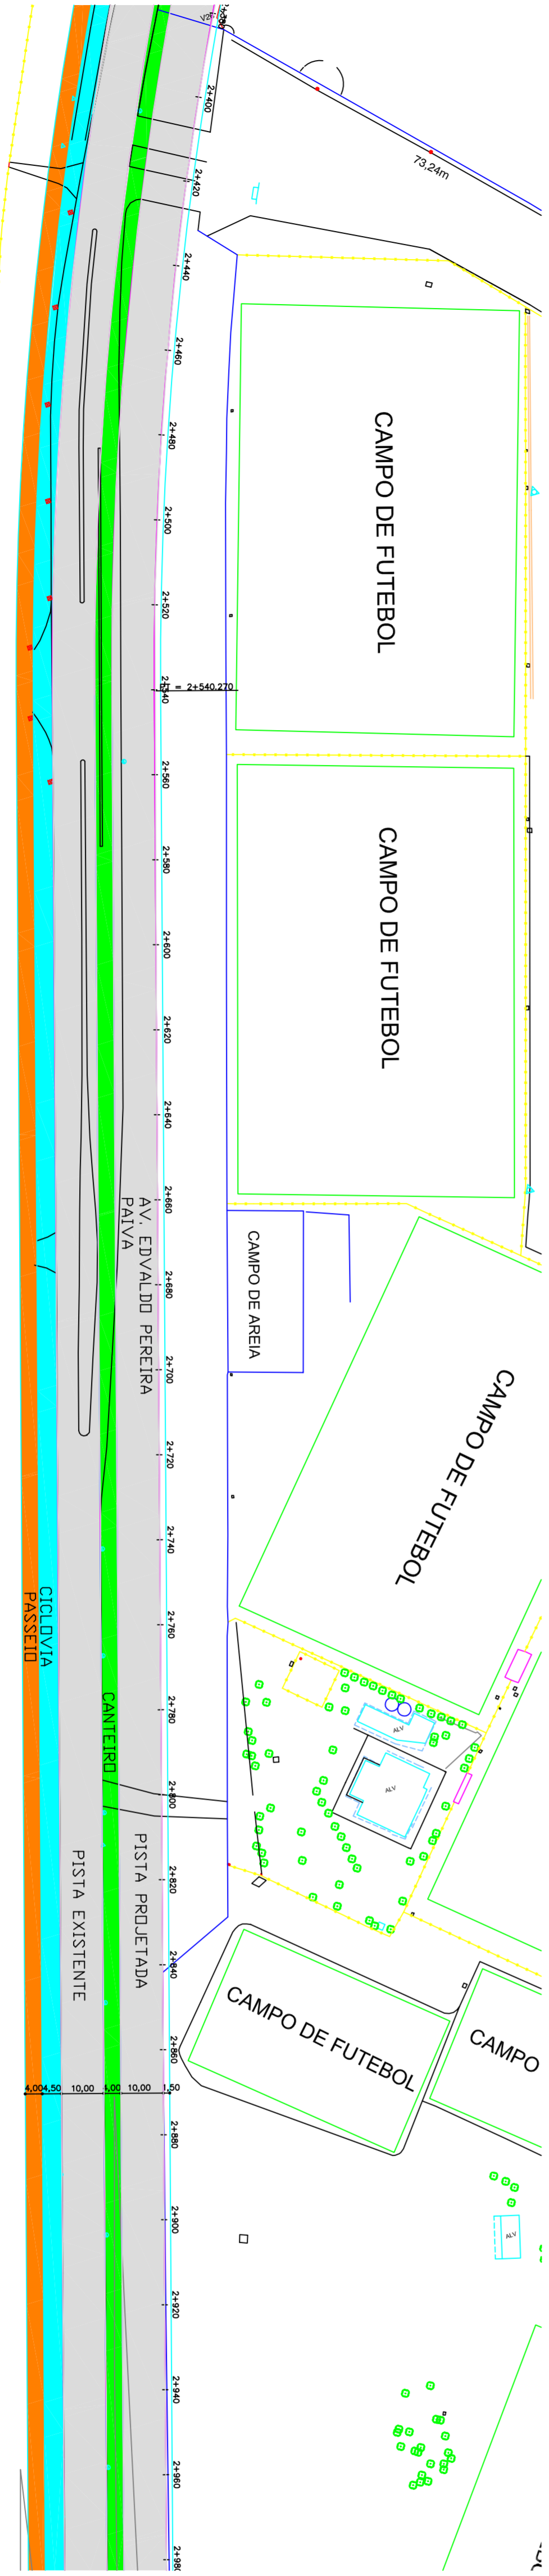 2+400
73,24m
2+420
2+440
2+460
2+480
CAMPO DE FUTEBOL
2+500
2+520
= 2+540.270
2+560
2+580
CAMPO DE FUTEBOL
2+600
2+620
2+640
2+660
AV. EDVALDO PEREIRA
PAIVA
CAMPO DE AREIA
2+680
2+700
CAMPO DE FUTEBOL
2+720
2+740
CICLOVIA
PASSEIO
2+760
CANTEIRO
2+780
ALV
ALV
2+800
PISTA PROJETADA
PISTA EXISTENTE
2+820
2+840
CAMPO DE FUTEBOL
CAMPO
2+860
4,00
4,50
10,00
4,00
10,00
1,50
2+880
2+900
ALV
2+920
2+940
2+960
2+980